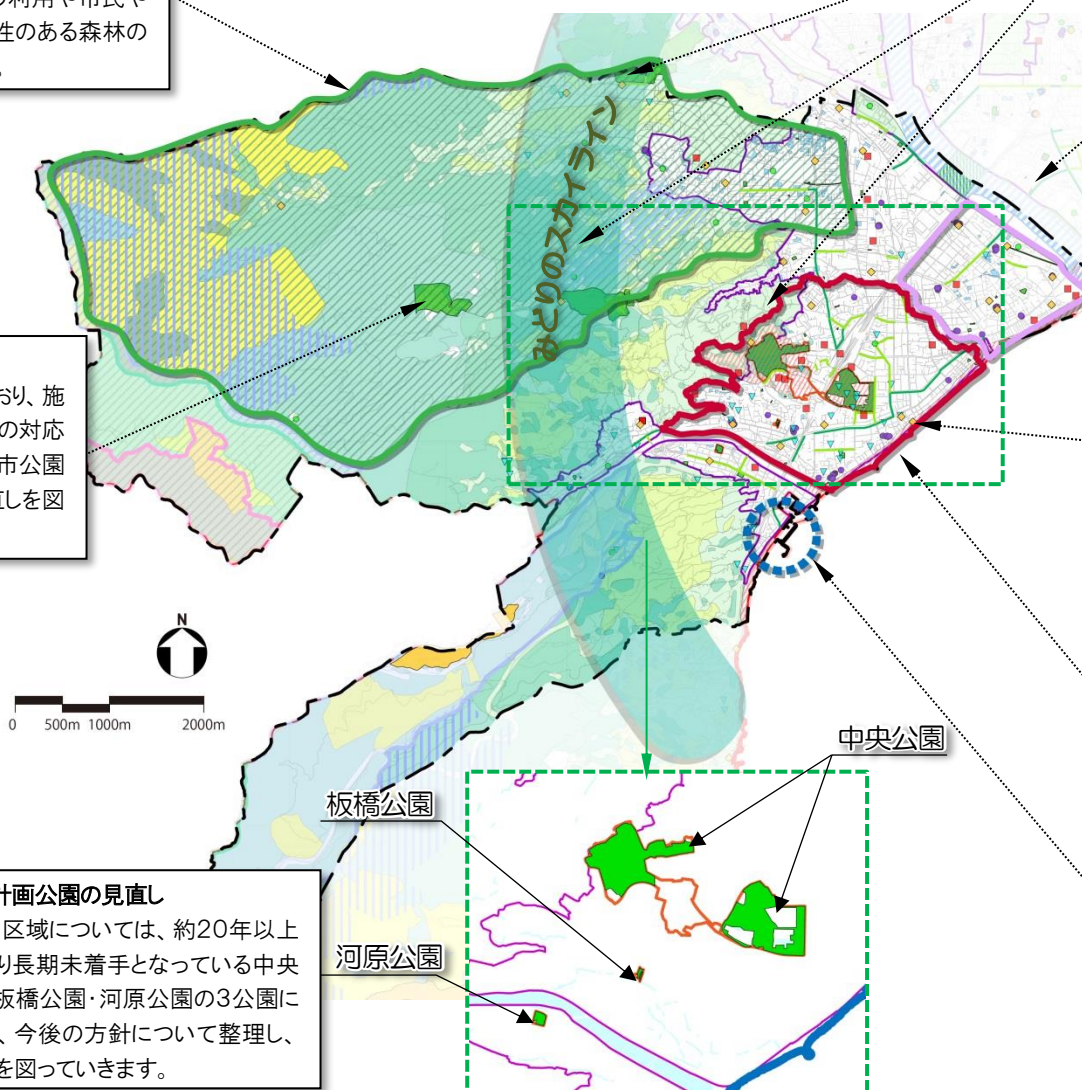 の利用や市民や
性のある森林の
みどりのスカイライン
おり、施
の対応
市公園
直しを図
N
0 500m 1000m 2000m
中央公園
板橋公園
計画公園の見直し
区域については、約20年以上
り長期未着手となっている中央
板橋公園・河原公園の3公園に
、今後の方針について整理し、
を図っていきます。
河原公園